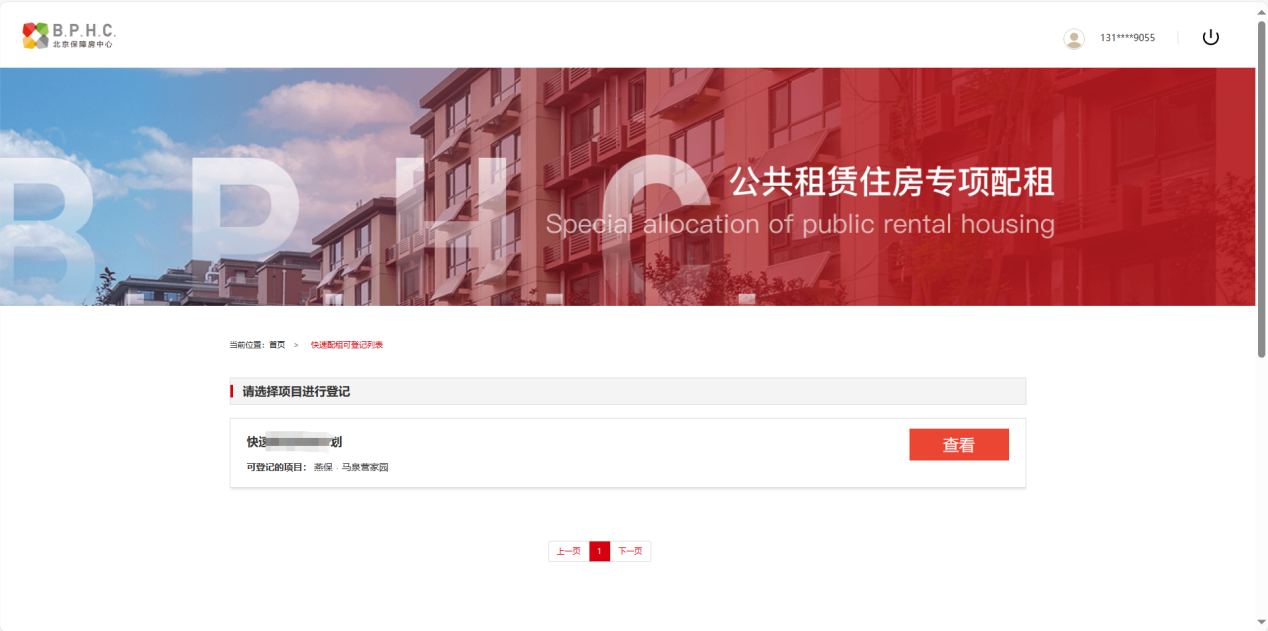 B.P.H.C.
北京保障房中心
131****9055
B P H C
公共租赁住房专项配租
Special allocation of public rental housing
当前位置：首页 > 快速配租可登记列表
请选择项目进行登记
快速 划
查看
可登记的项目： 燕保 · 马泉营家园
上一页 1 下一页